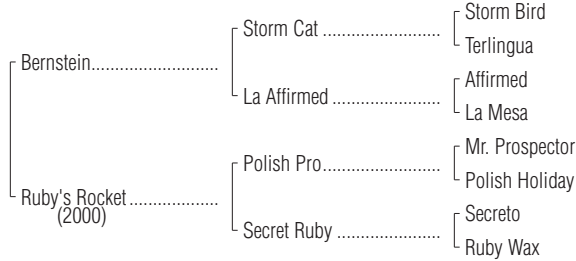 Storm Bird
Storm Cat ........................
Terlingua
Bernstein..........................
Affirmed
La Affirmed ......................
La Mesa
Mr. Prospector
Polish Pro........................
Polish Holiday
Ruby's Rocket ..................
(2000)
Secreto
Secret Ruby .....................
Ruby Wax